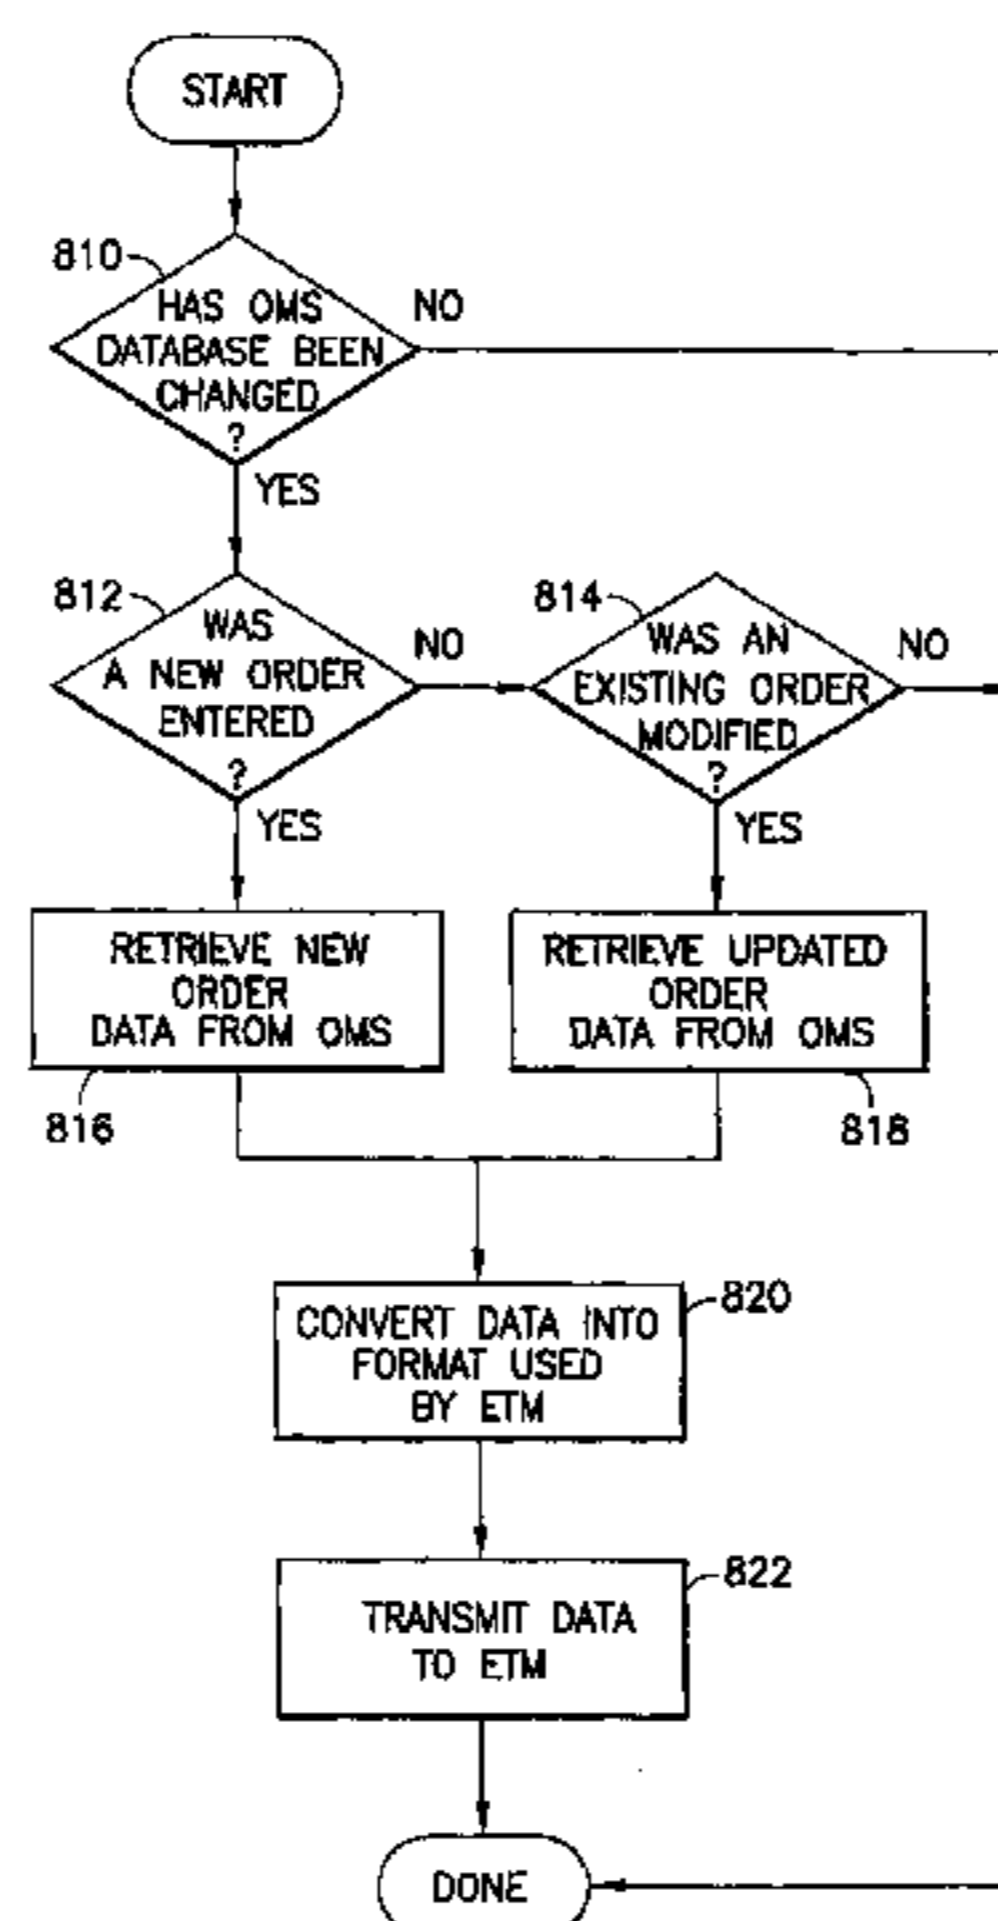 START
810
HAS OMS
DATABASE BEEN
CHANGED
?
NO
YES
812
WAS
A NEW ORDER
ENTERED
?
NO
YES
814
WAS AN
EXISTING ORDER
MODIFIED
?
NO
YES
RETRIEVE NEW
ORDER
DATA FROM OMS
816
RETRIEVE UPDATED
ORDER
DATA FROM OMS
818
CONVERT DATA INTO
FORMAT USED
BY ETM
820
TRANSMIT DATA
TO ETM
822
DONE